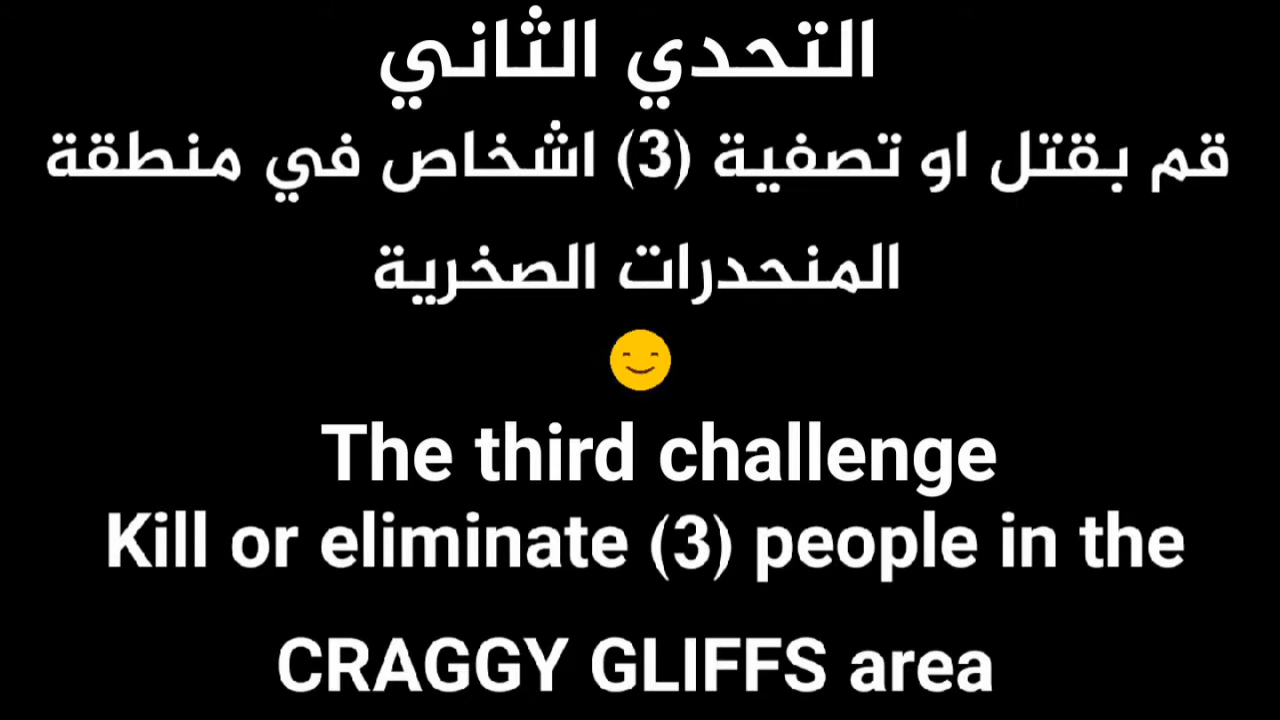 التحدي الثاني
قم بقتل او تصفية (3) اشخاص في منطقة
المنحدرات الصخرية
The third challenge
Kill or eliminate (3) people in the
CRAGGY GLIFFS area